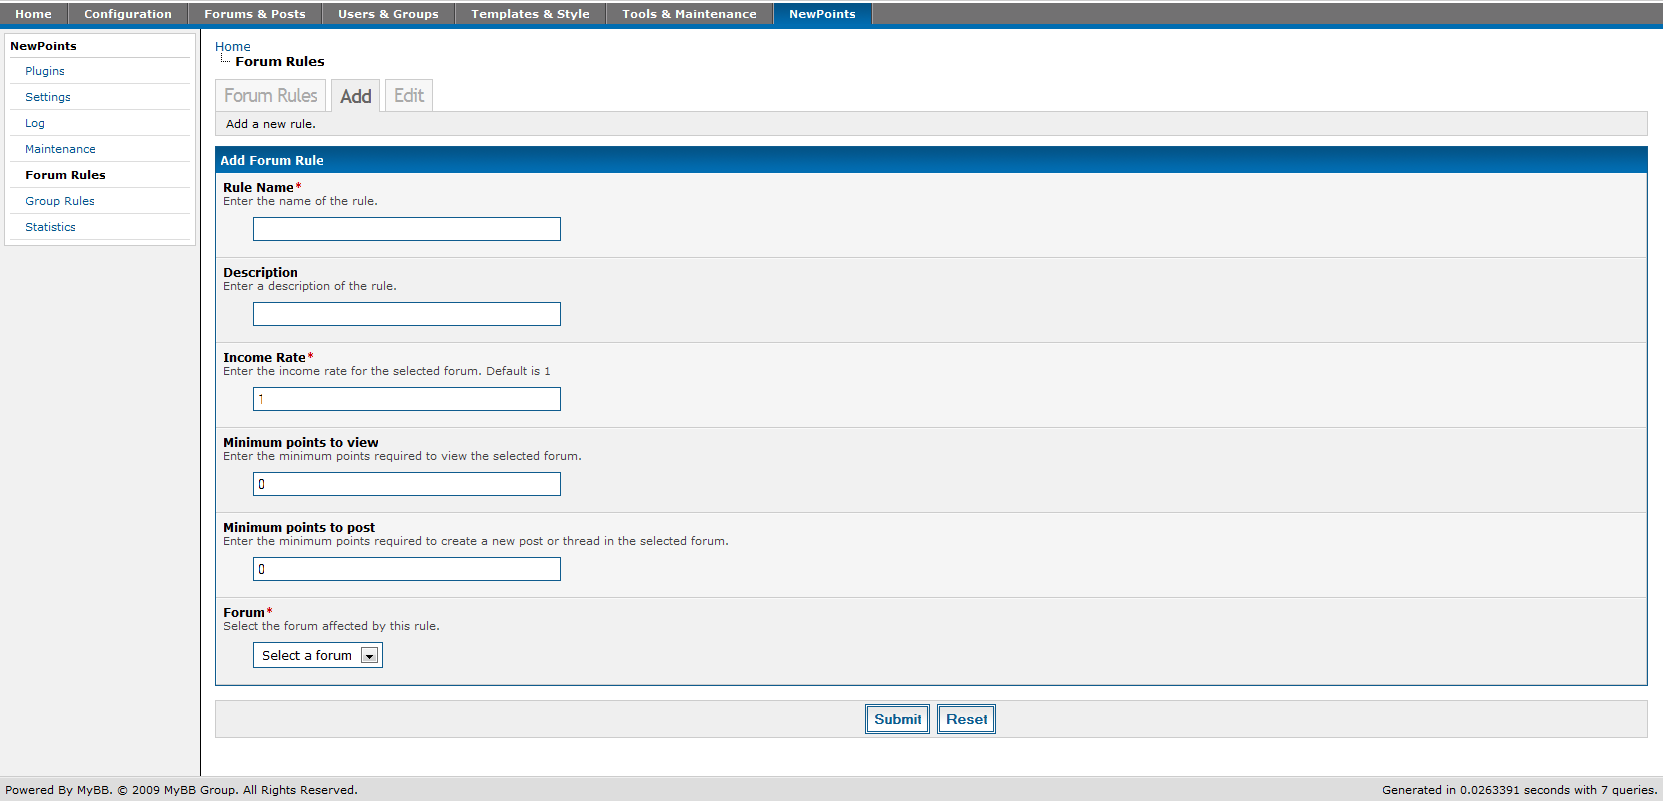 Home Configuration Forums & Posts Users & Groups Templates & Style Tools & Maintenance NewPoints
NewPoints
Plugins
Settings
Log
Maintenance
Forum Rules
Group Rules
Statistics
Home
Forum Rules
Forum Rules Add Edit
Add a new rule.
Add Forum Rule
Rule Name*
Enter the name of the rule.
Description
Enter a description of the rule.
Income Rate*
Enter the income rate for the selected forum. Default is 1
1
Minimum points to view
Enter the minimum points required to view the selected forum.
0
Minimum points to post
Enter the minimum points required to create a new post or thread in the selected forum.
0
Forum*
Select the forum affected by this rule.
Select a forum
Submit Reset
Powered By MyBB. © 2009 MyBB Group. All Rights Reserved. Generated in 0.0263391 seconds with 7 queries.